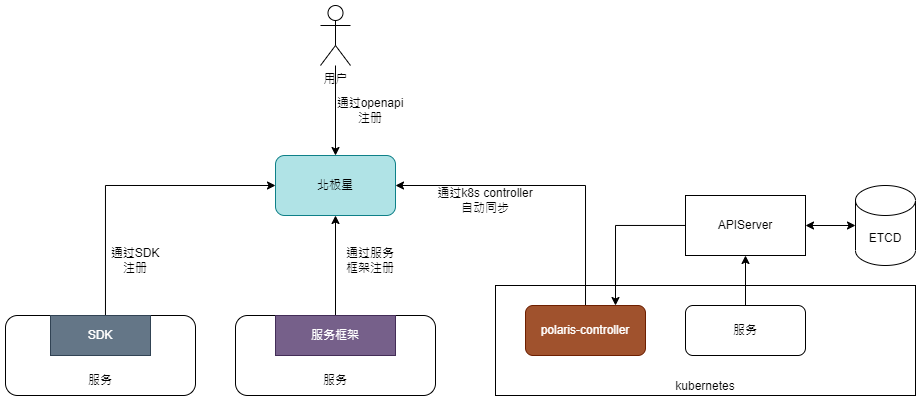 用户
通过openapi
注册
北极星
通过k8s controller
自动同步
APIServer
ETCD
通过SDK
注册
通过服务
框架注册
SDK
服务
服务框架
服务
polaris-controller
服务
kubernetes